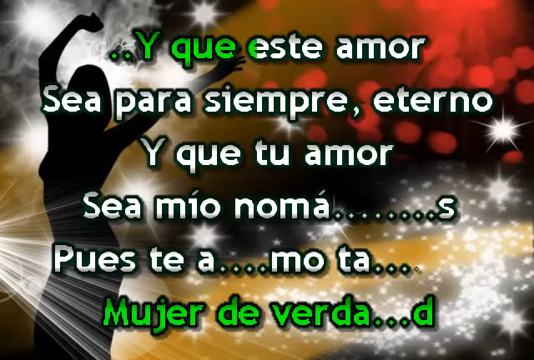 ..Y que este amor
Sea para siempre, eterno
Y que tu amor
Sea mío nomá........s
Pues te a....mo ta....
Mujer de verda...d